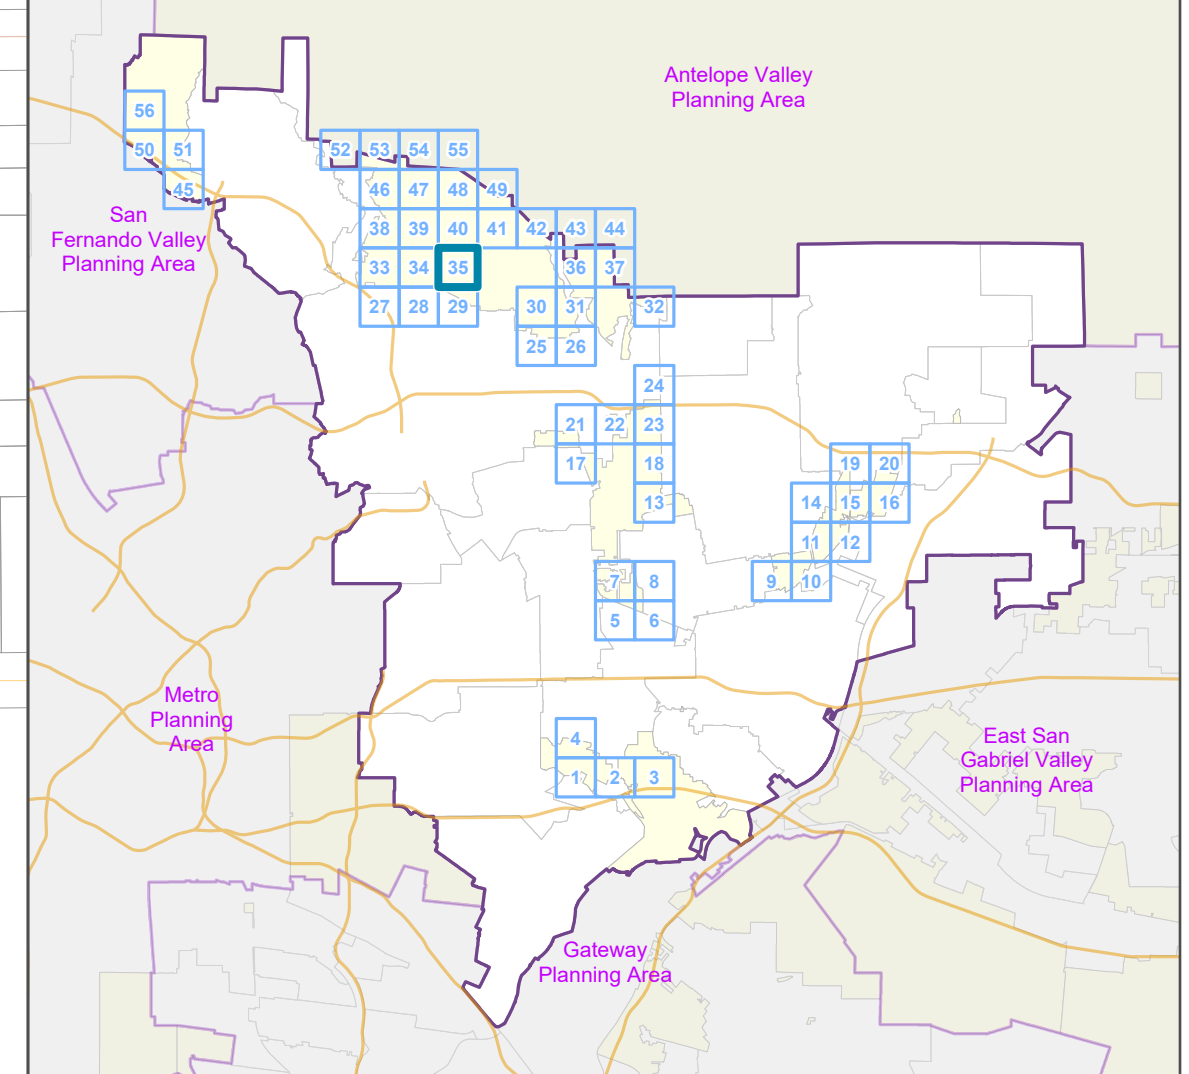 Antelope Valley
Planning Area
56
50 51
52 53 54 55
45
46 47 48 49
San
Fernando Valley
Planning Area
38 39 40 41 42 43 44
33 34 35 36 37
27 28 29 30 31 32
25 26
24
21 22 23
17 18 19 20
13 14 15 16
11 12
7 8 9 10
5 6
Metro
Planning
Area
4
1 2 3
East San
Gabriel Valley
Planning Area
Gateway
Planning Area